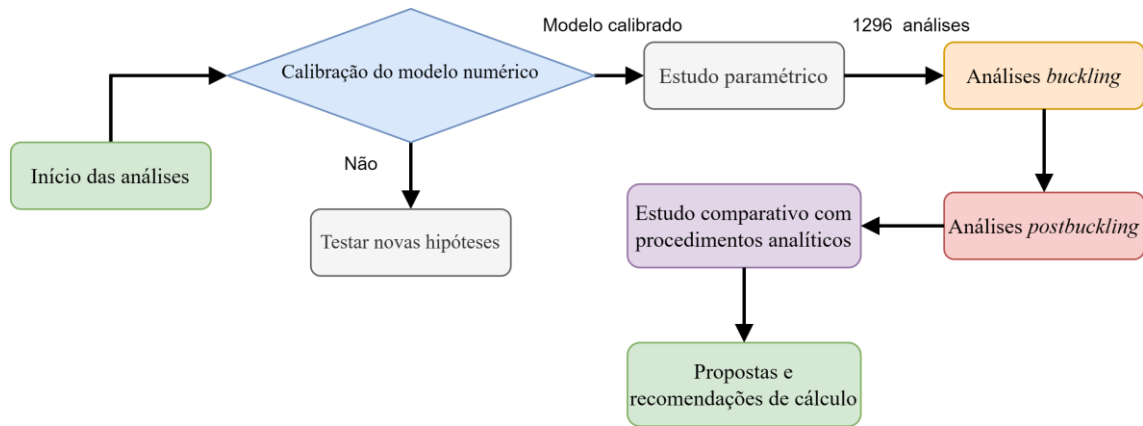 Início das análises
Calibração do modelo numérico
Não
Testar novas hipóteses
Modelo calibrado
Estudo paramétrico
1296 análises
Análises buckling
Análises postbuckling
Estudo comparativo com
procedimentos analíticos
Propostas e
recomendações de cálculo